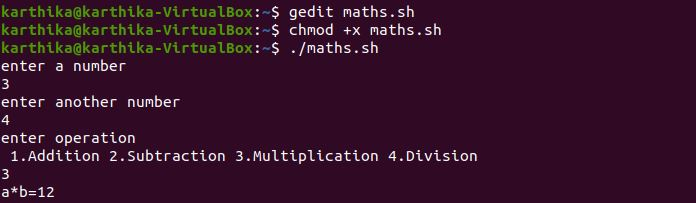 karthika@karthika-VirtualBox:~$ gedit maths.sh
karthika@karthika-VirtualBox:~$ chmod +x maths.sh
karthika@karthika-VirtualBox:~$ ./maths.sh
enter a number
3
enter another number
4
enter operation
 1.Addition 2.Subtraction 3.Multiplication 4.Division
3
a*b=12